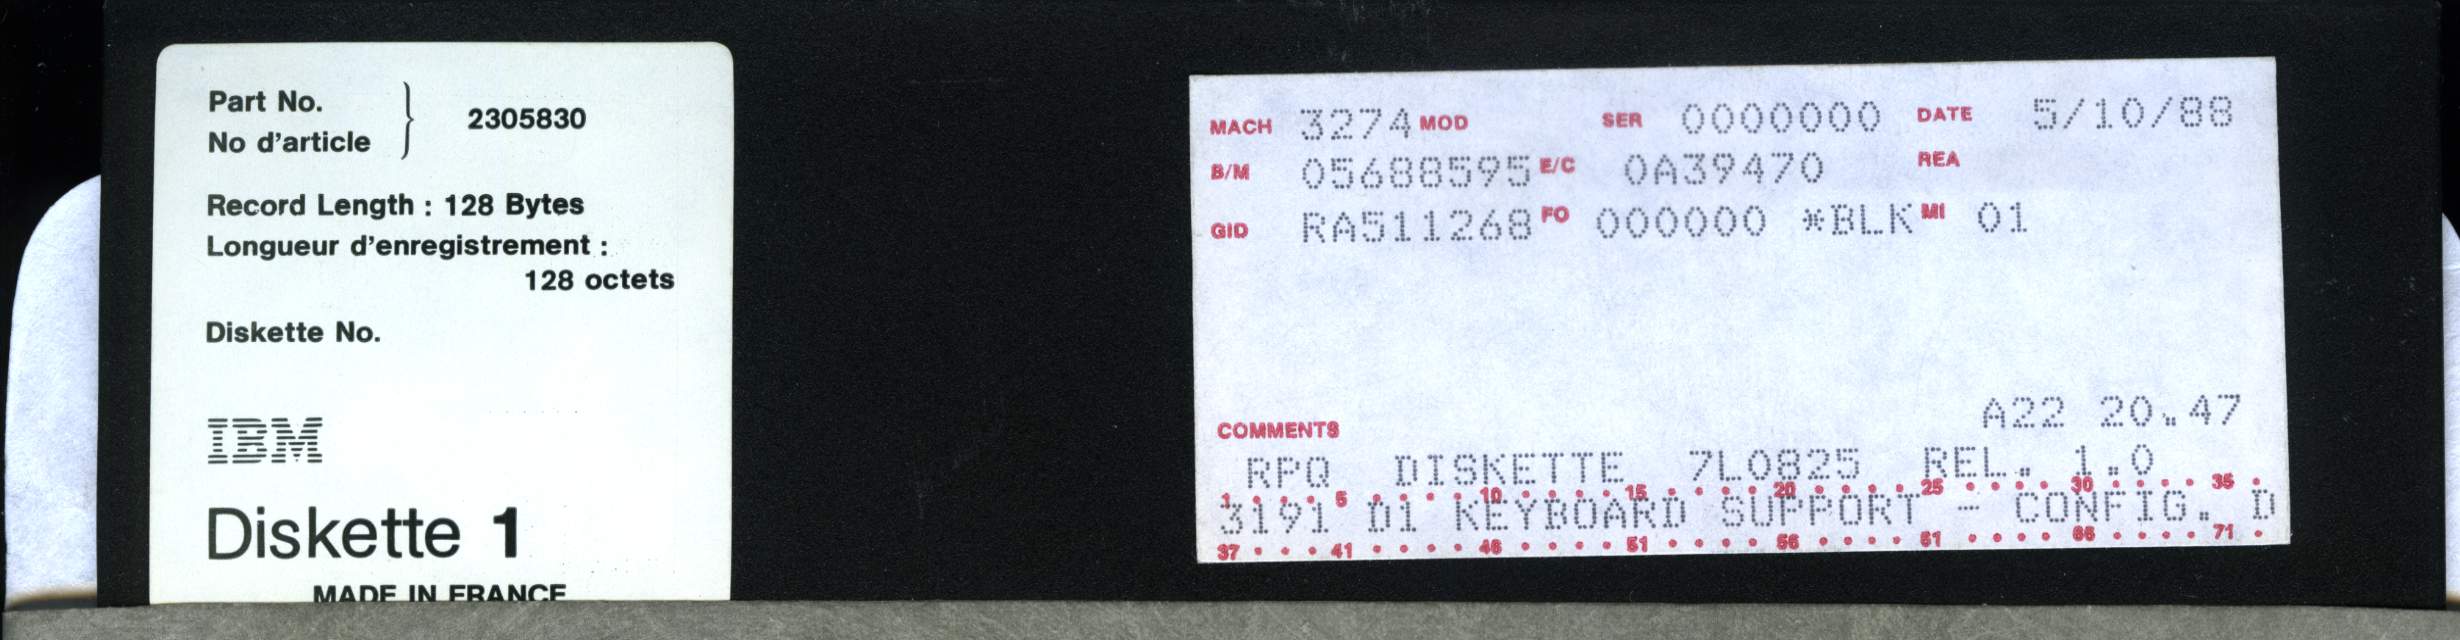 Part No.
No d'article
2305830
Record Length : 128 Bytes
Longueur d'enregistrement :
128 octets
Diskette No.
IBM
Diskette 1
MADE IN FRANCE
MACH 3274 MOD SER 0000000 DATE 5/10/88
B/M 05688595 E/C 0A39470 REA
GID RA511268 FO 000000 *BLK MI 01
A22 20.47
COMMENTS
RPQ DISKETTE 7L0825 REL. 1.0
1 . . . 5 . . . . 10 . . . . 15 . . . . 20 . . . . 25 . . . . 30 . . . . 35 .
3191 D1 KEYBOARD SUPPORT - CONFIG. D
37 . . . 41 . . . . 46 . . . . 51 . . . . 56 . . . . 61 . . . . 66 . . . . 71 .